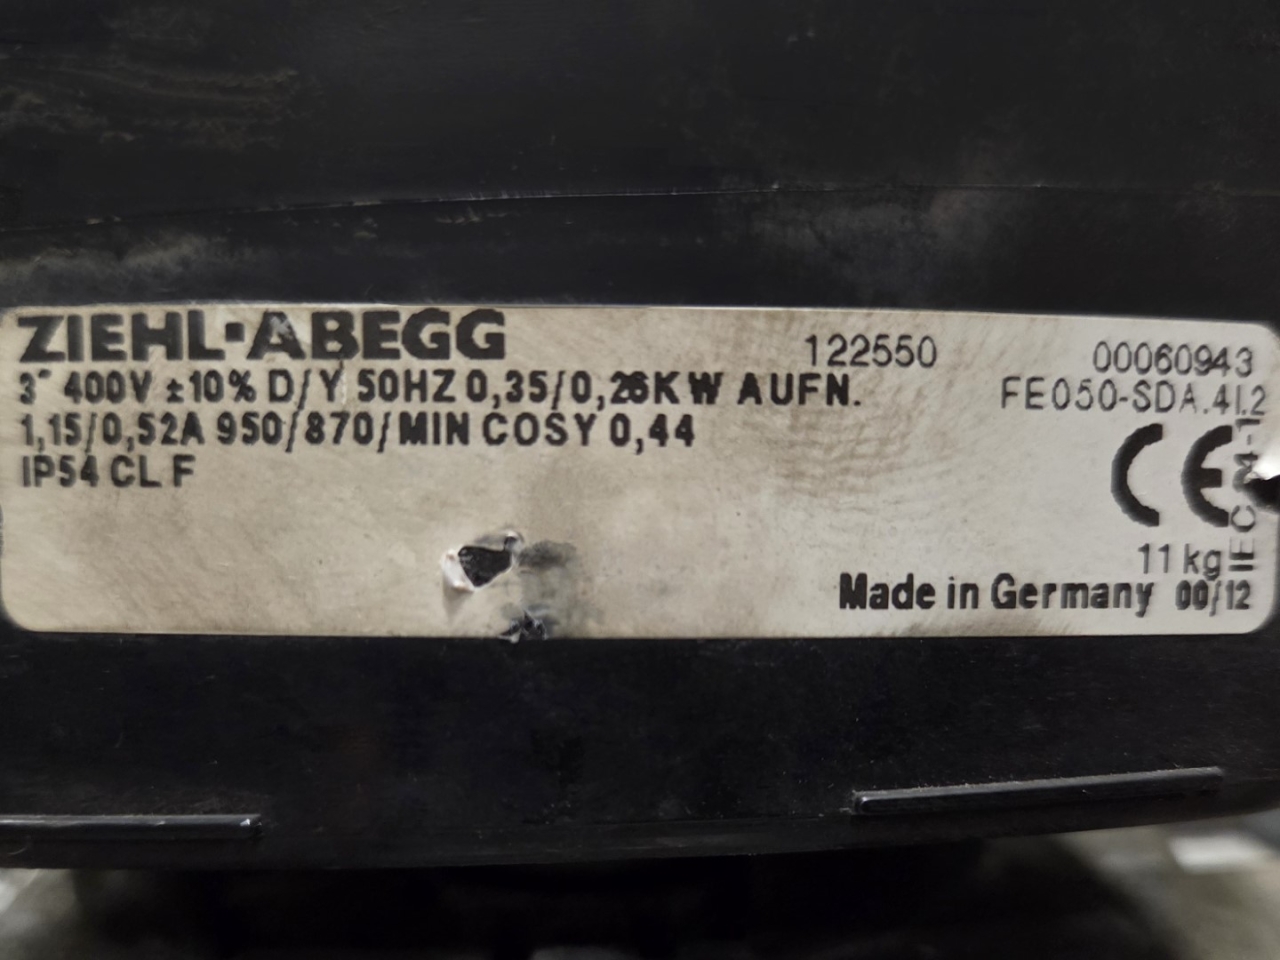 ZIEHL-ABEGG
122550
00060943
3~ 400V ±10% D/Y 50HZ 0,35/0,26KW AUFN.
FE050-SDA.4I.2
1,15/0,52A 950/870/MIN COSY 0,44
IP54 CL F
CE
11 kg
Made in Germany 00/12